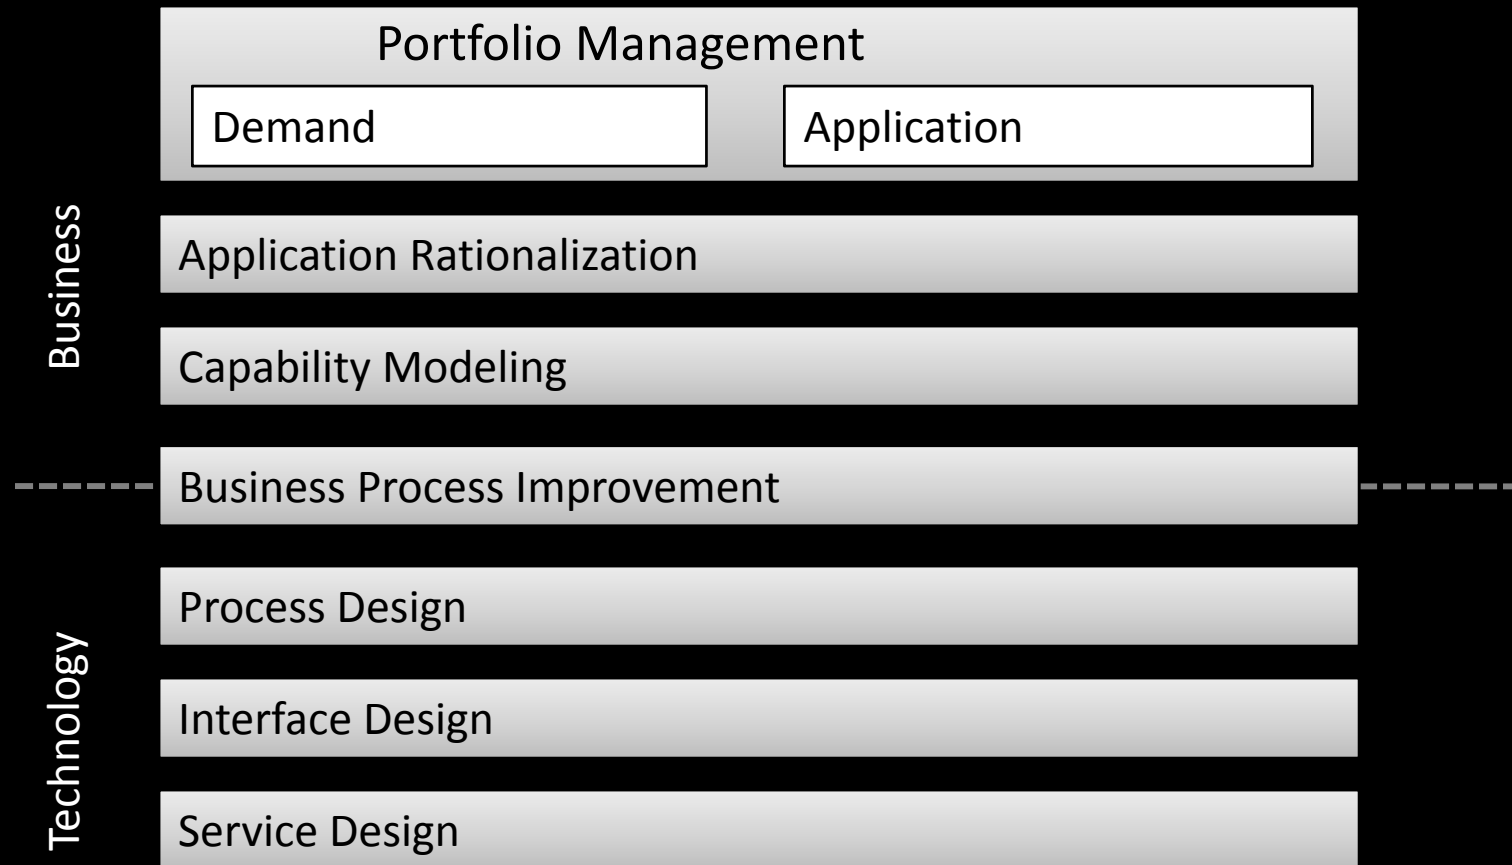 Portfolio Management
Demand
Application
Business
Application Rationalization
Capability Modeling
Business Process Improvement
Technology
Process Design
Interface Design
Service Design